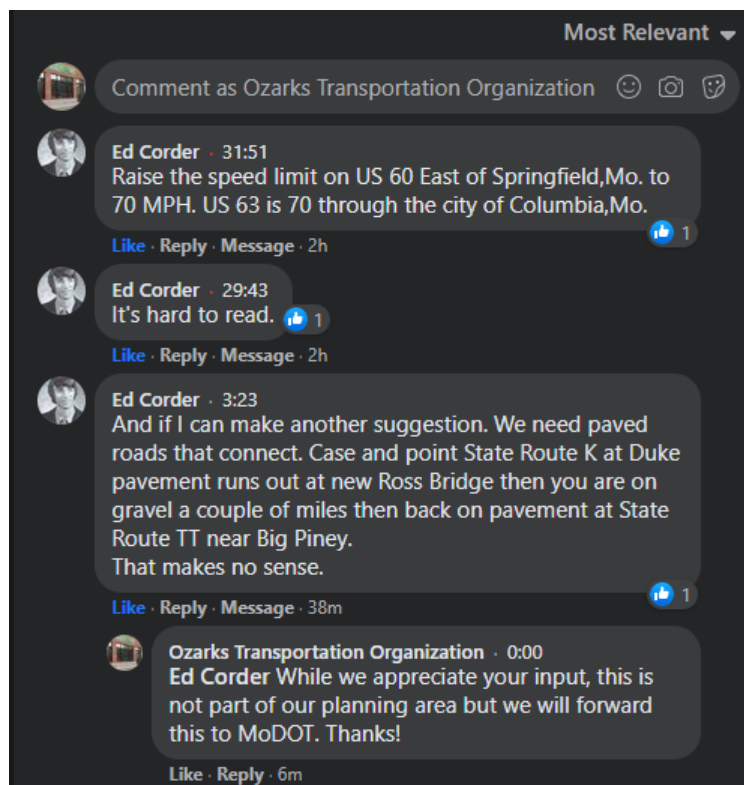 Most Relevant
Comment as Ozarks Transportation Organization
Ed Corder · 31:51
Raise the speed limit on US 60 East of Springfield,Mo. to
70 MPH. US 63 is 70 through the city of Columbia,Mo.
1
Like · Reply · Message · 2h
Ed Corder · 29:43
It's hard to read.
1
Like · Reply · Message · 2h
Ed Corder · 3:23
And if I can make another suggestion. We need paved
roads that connect. Case and point State Route K at Duke
pavement runs out at new Ross Bridge then you are on
gravel a couple of miles then back on pavement at State
Route TT near Big Piney.
That makes no sense.
1
Like · Reply · Message · 38m
Ozarks Transportation Organization · 0:00
Ed Corder While we appreciate your input, this is
not part of our planning area but we will forward
this to MoDOT. Thanks!
Like · Reply · 6m